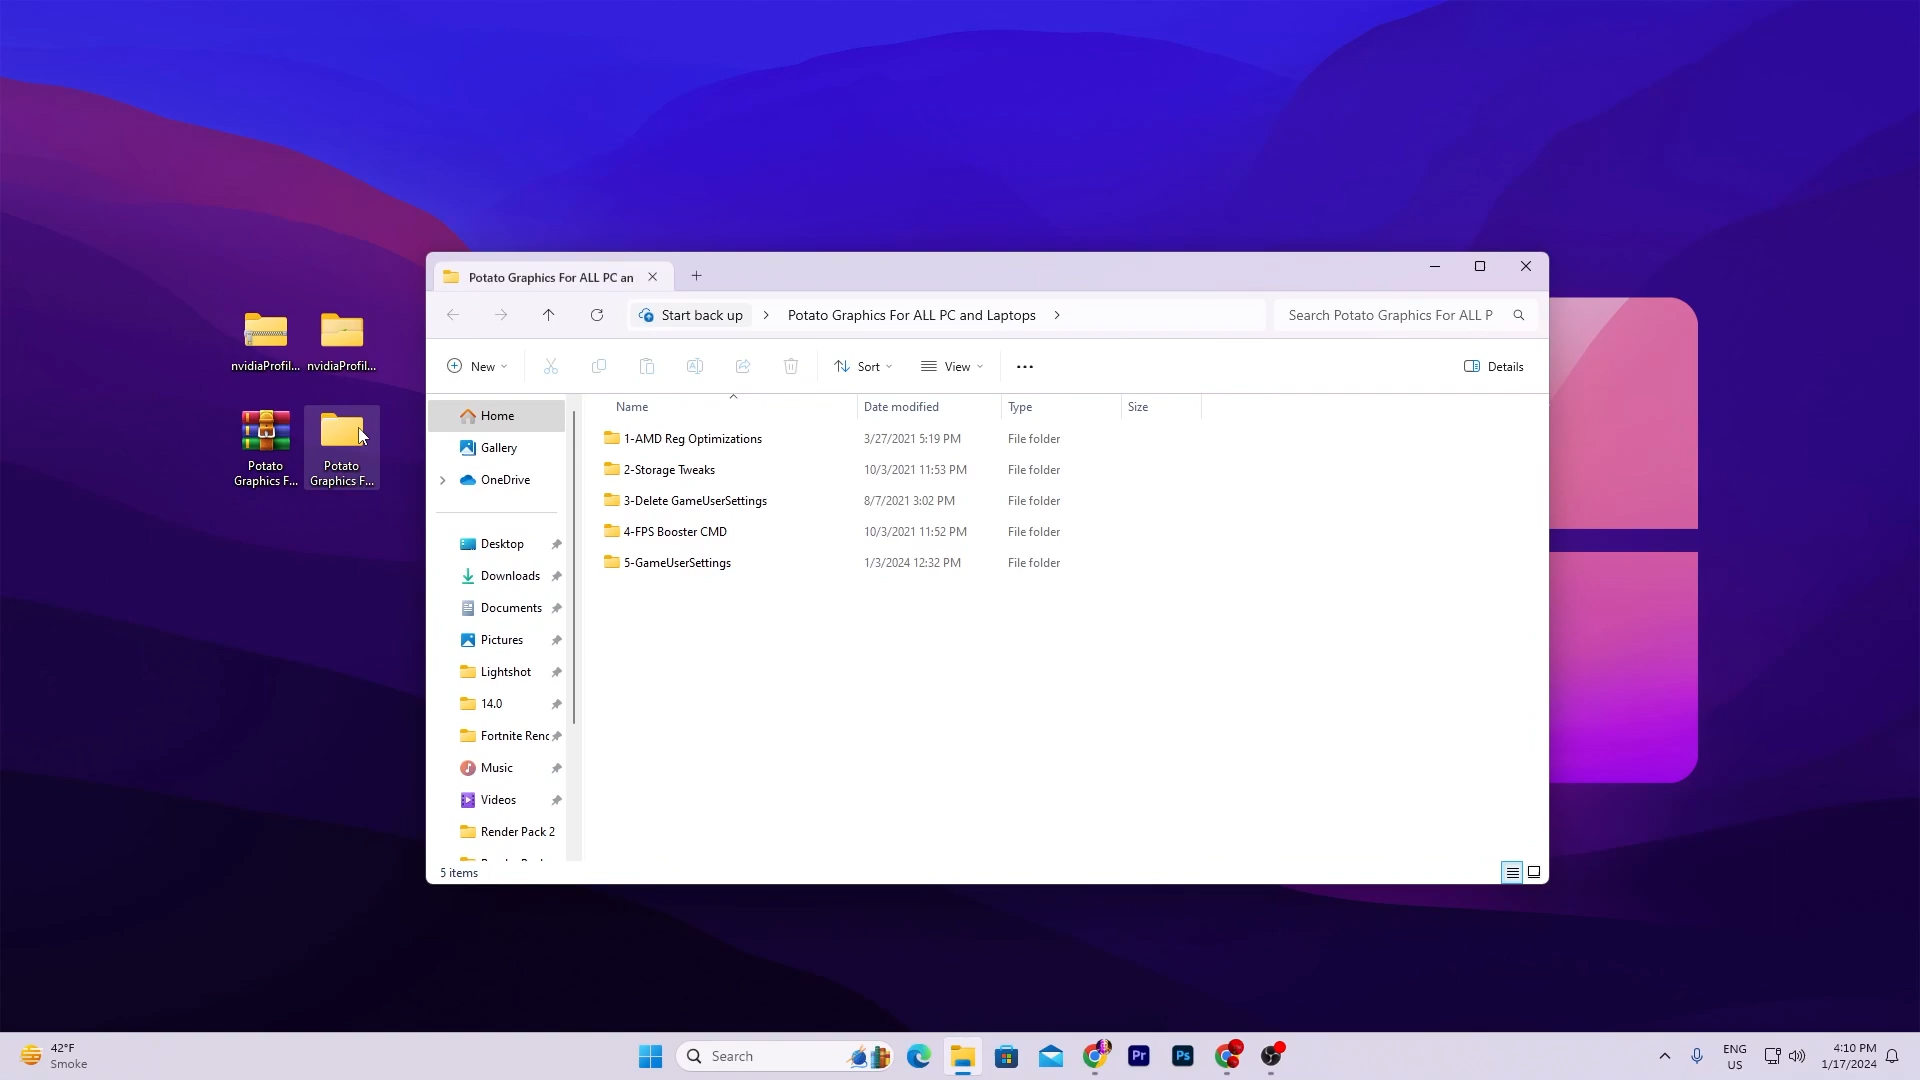 nvidiaProfil...
nvidiaProfil...
Potato
Graphics F...
Potato
Graphics F...
Potato Graphics For ALL PC an
Start back up
Potato Graphics For ALL PC and Laptops
Search Potato Graphics For ALL P
New
Sort
View
Details
Home
Gallery
OneDrive
Desktop
Downloads
Documents
Pictures
Lightshot
14.0
Fortnite Renc
Music
Videos
Render Pack 2
Name Date modified Type Size
1-AMD Reg Optimizations 3/27/2021 5:19 PM File folder
2-Storage Tweaks 10/3/2021 11:53 PM File folder
3-Delete GameUserSettings 8/7/2021 3:02 PM File folder
4-FPS Booster CMD 10/3/2021 11:52 PM File folder
5-GameUserSettings 1/3/2024 12:32 PM File folder
5 items
42°F
Smoke
Search
Pr
Ps
ENG
US
4:10 PM
1/17/2024